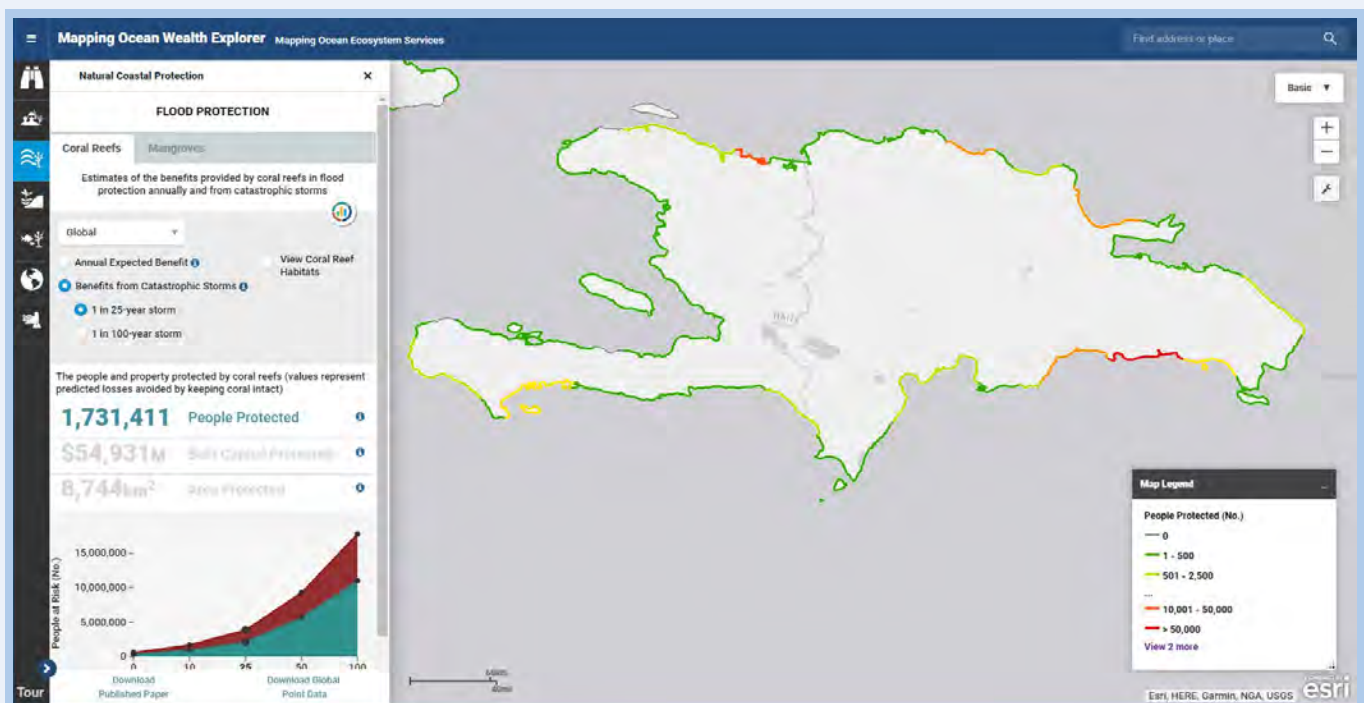 Mapping Ocean Wealth Explorer Mapping Ocean Ecosystem Services
Find address or place
Natural Coastal Protection
FLOOD PROTECTION
Coral Reefs Mangroves
Estimates of the benefits provided by coral reefs in flood
protection annually and from catastrophic storms
Global
Annual Expected Benefit
View Coral Reef
Habitats
Benefits from Catastrophic Storms
1 in 25-year storm
1 in 100-year storm
The people and property protected by coral reefs (values represent
predicted losses avoided by keeping coral intact)
1,731,411 People Protected
$54,931M Built Capital Protected
8,744km² Area Protected
People at Risk (No.)
15,000,000
10,000,000
5,000,000
0
0 10 25 50 100
Download
Published Paper
Download Global
Point Data
Tour
Basic
HAITI
40mi
Map Legend
People Protected (No.)
0
1 - 500
501 - 2,500
...
10,001 - 50,000
> 50,000
View 2 more
Esri, HERE, Garmin, NGA, USGS
esri